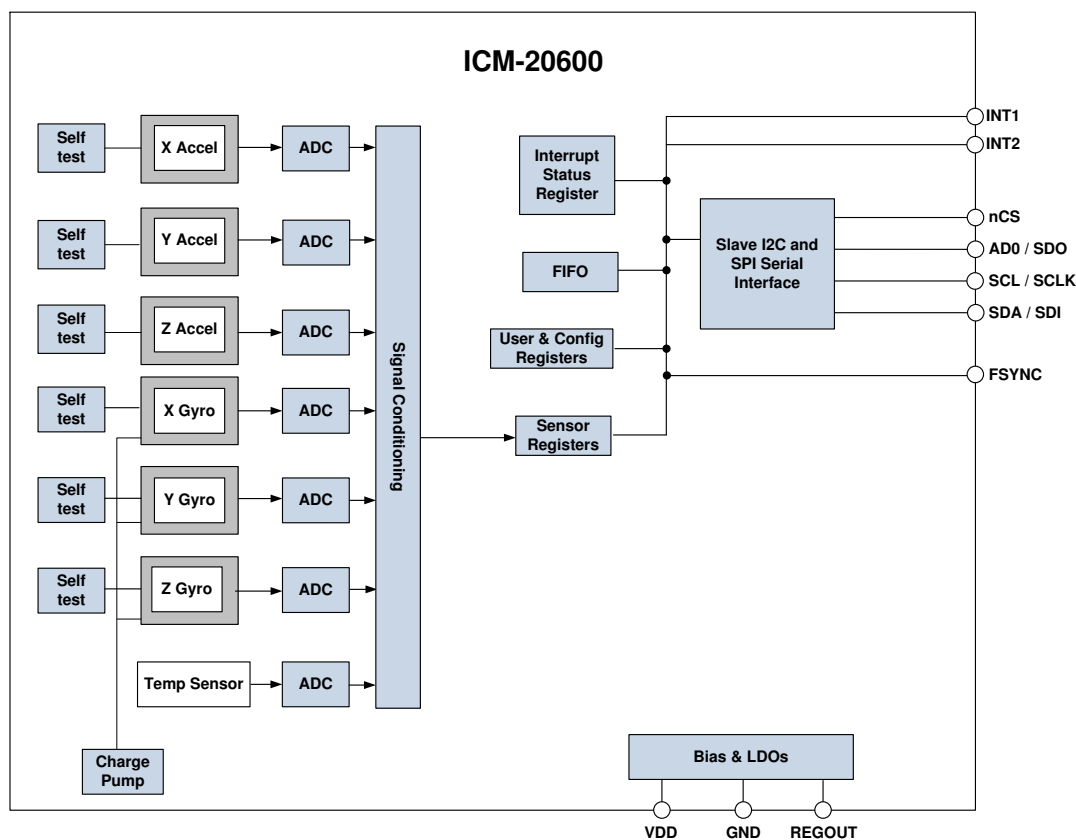 ICM-20600
Self
test
X Accel
ADC
Self
test
Y Accel
ADC
Self
test
Z Accel
ADC
Self
test
X Gyro
ADC
Self
test
Y Gyro
ADC
Self
test
Z Gyro
ADC
Temp Sensor
ADC
Charge
Pump
Signal Conditioning
Interrupt
Status
Register
FIFO
User & Config
Registers
Sensor
Registers
Slave I2C and
SPI Serial
Interface
INT1
INT2
nCS
AD0 / SDO
SCL / SCLK
SDA / SDI
FSYNC
Bias & LDOs
VDD
GND
REGOUT